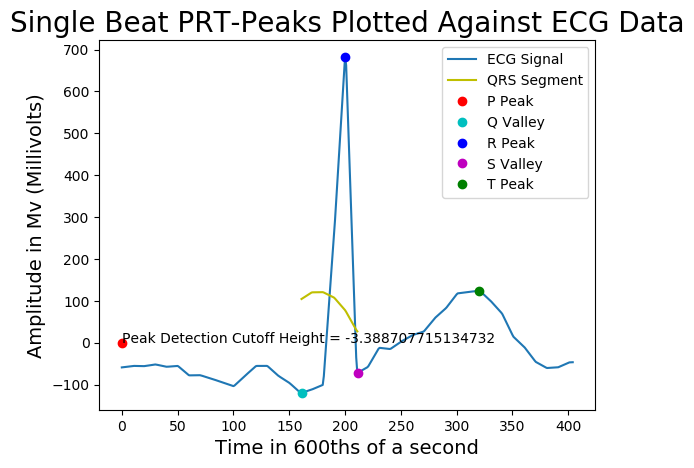 Single Beat PRT-Peaks Plotted Against ECG Data
Amplitude in Mv (Millivolts)
700
600
500
400
300
200
100
0
−100
ECG Signal
QRS Segment
P Peak
Q Valley
R Peak
S Valley
T Peak
Peak Detection Cutoff Height = -3.388707715134732
0 50 100 150 200 250 300 350 400
Time in 600ths of a second